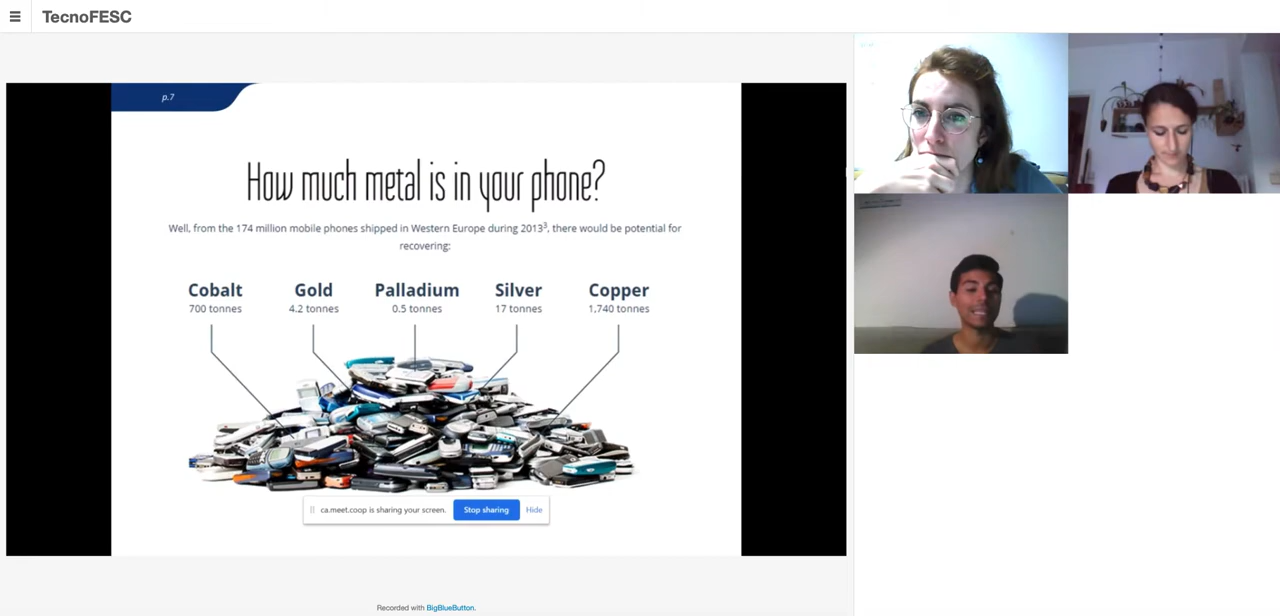 TecnoFESC
p.7
How much metal is in your phone?
Well, from the 174 million mobile phones shipped in Western Europe during 2013³, there would be potential for
recovering:
Cobalt Gold Palladium Silver Copper
700 tonnes 4.2 tonnes 0.5 tonnes 17 tonnes 1,740 tonnes
ca.meet.coop is sharing your screen. Stop sharing Hide
Recorded with BigBlueButton.